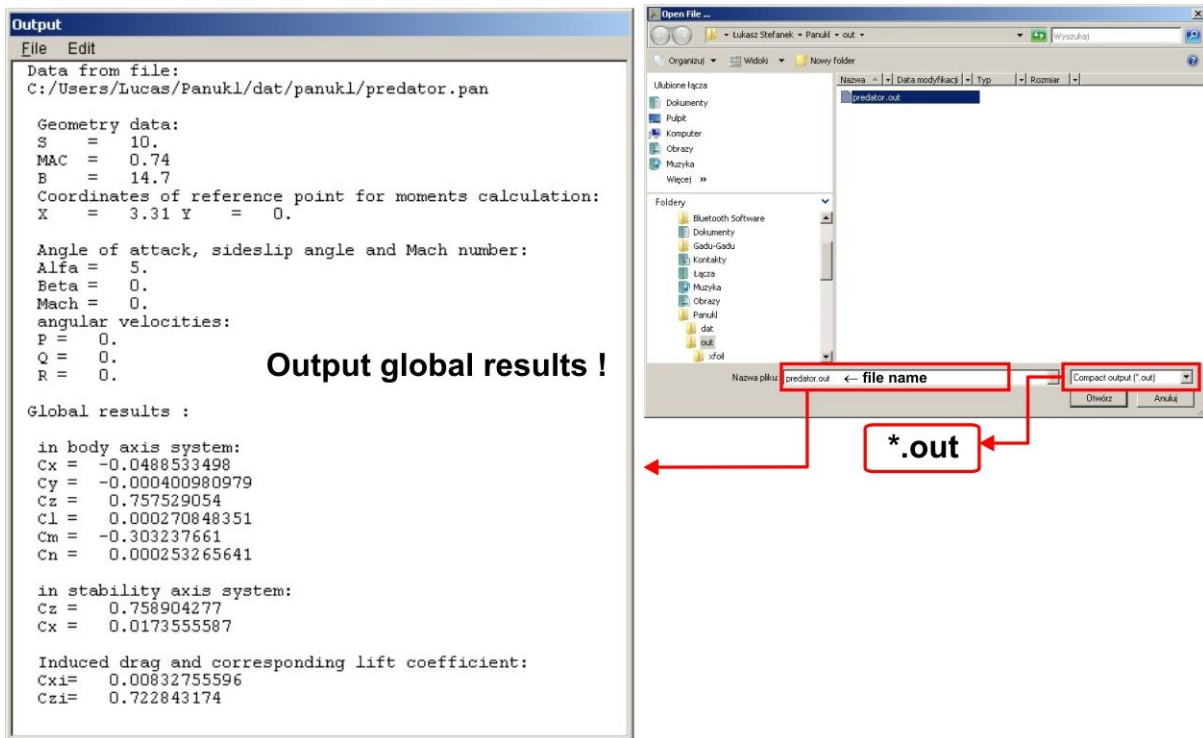 Output
File Edit
Data from file:
C:/Users/Lucas/Panukl/dat/panukl/predator.pan
Geometry data:
S = 10.
MAC = 0.74
B = 14.7
Coordinates of reference point for moments calculation:
X = 3.31 Y = 0.
Angle of attack, sideslip angle and Mach number:
Alfa = 5.
Beta = 0.
Mach = 0.
angular velocities:
P = 0.
Q = 0.
R = 0.
Output global results !
Global results :
in body axis system:
Cx = -0.0488533498
Cy = -0.000400980979
Cz = 0.757529054
Cl = 0.000270848351
Cm = -0.303237661
Cn = 0.000253265641
in stability axis system:
Cz = 0.758904277
Cx = 0.0173555587
Induced drag and corresponding lift coefficient:
Cxi= 0.00832755596
Czi= 0.722843174
Open File ...
Łukasz Stefanek Panukl out
Wyszukaj
Organizuj Widoki Nowy folder
Ulubione łącza
Dokumenty
Pulpit
Komputer
Obrazy
Muzyka
Więcej »
Foldery
Bluetooth Software
Dokumenty
Gadu-Gadu
Kontakty
Łącza
Muzyka
Obrazy
Panukl
dat
out
xfoil
Nazwa Data modyfikacji Typ Rozmiar
predator.out
Nazwa pliku: predator.out ← file name
Compact output (*.out)
Otwórz Anuluj
*.out